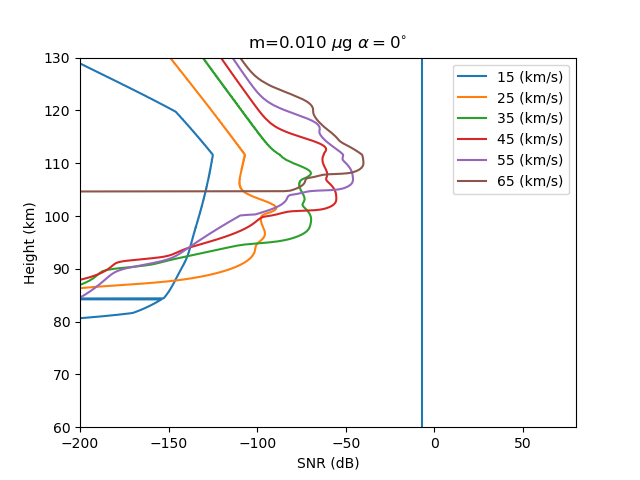 m=0.010 μg α = 0°
130
120
110
100
90
80
70
60
Height (km)
15 (km/s)
25 (km/s)
35 (km/s)
45 (km/s)
55 (km/s)
65 (km/s)
−200
−150
−100
−50
0
50
SNR (dB)